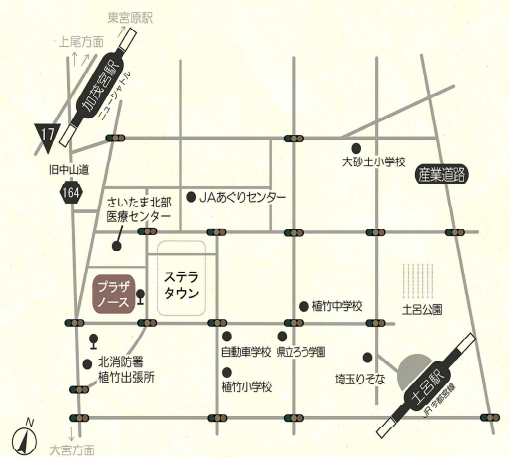 東宮原駅
上尾方面
加茂宮駅
ニューシャトル
17
旧中山道
164
大砂土小学校
産業道路
JAあぐりセンター
さいたま北部
医療センター
ステラ
タウン
プラザ
ノース
植竹中学校
土呂公園
自動車学校
県立ろう学園
北消防署
植竹出張所
植竹小学校
埼玉りそな
土呂駅
JR宇都宮線
N
大宮方面